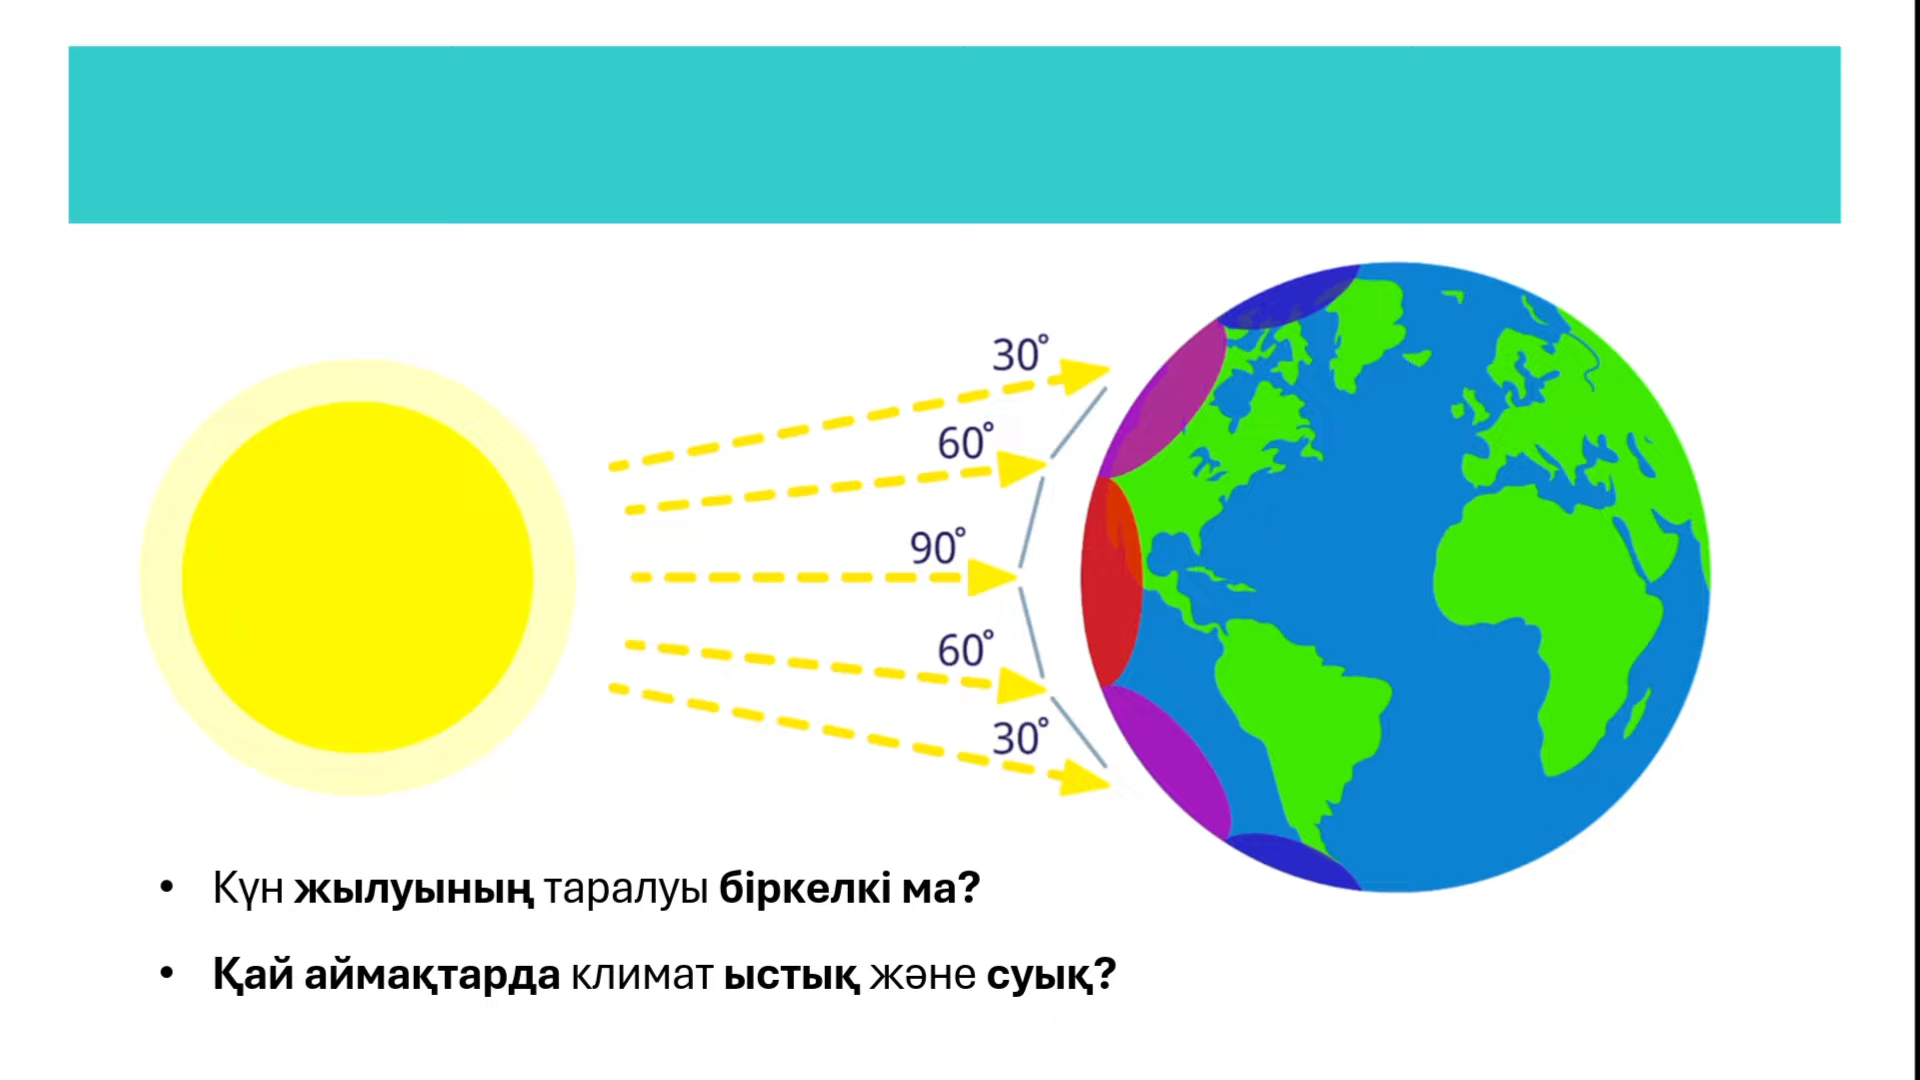 30°
60°
90°
60°
30°
• Күн жылуының таралуы біркелкі ма?
• Қай аймақтарда климат ыстық және суық?